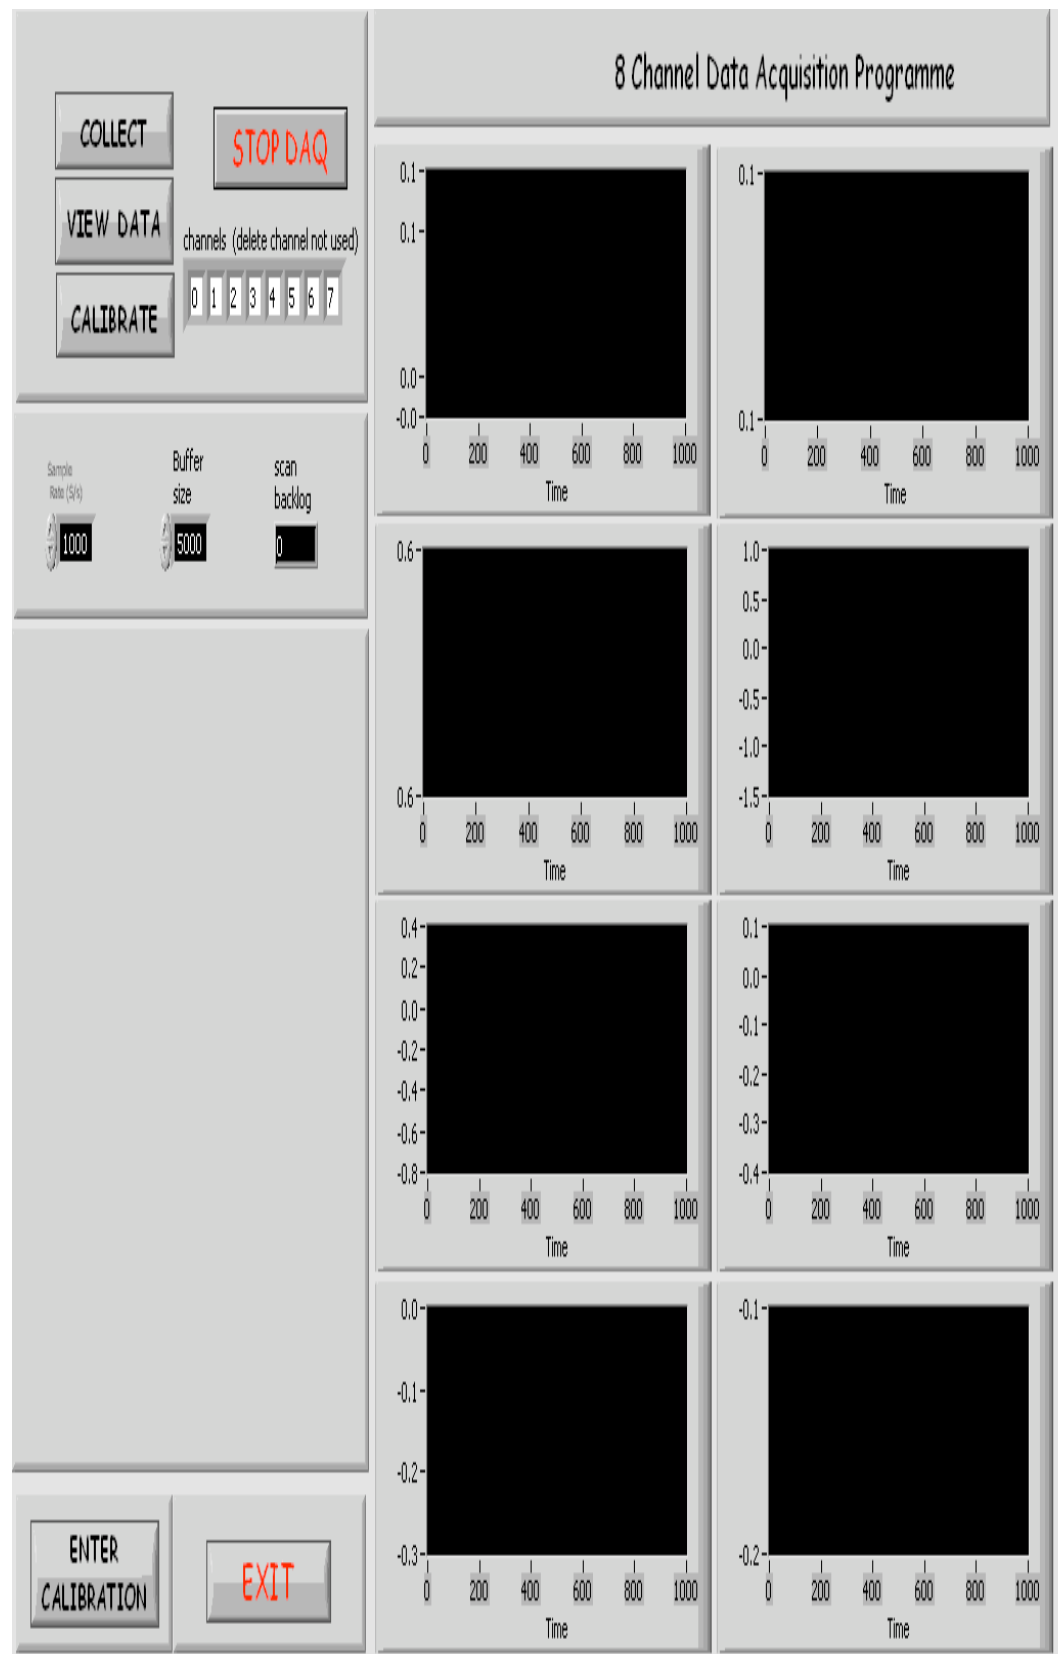 8 Channel Data Acquisition Programme
COLLECT
STOP DAQ
VIEW DATA
channels (delete channel not used)
0 1 2 3 4 5 6 7
CALIBRATE
Sample
Rate (S/s)
1000
Buffer
size
5000
scan
backlog
0
0.1
0.1
0.0
-0.0
0 200 400 600 800 1000
Time
0.1
0.1
0 200 400 600 800 1000
Time
0.6
0.6
0 200 400 600 800 1000
Time
1.0
0.5
0.0
-0.5
-1.0
-1.5
0 200 400 600 800 1000
Time
0.4
0.2
0.0
-0.2
-0.4
-0.6
-0.8
0 200 400 600 800 1000
Time
0.1
0.0
-0.1
-0.2
-0.3
-0.4
0 200 400 600 800 1000
Time
0.0
-0.1
-0.2
-0.3
0 200 400 600 800 1000
Time
-0.1
-0.2
0 200 400 600 800 1000
Time
ENTER
CALIBRATION
EXIT